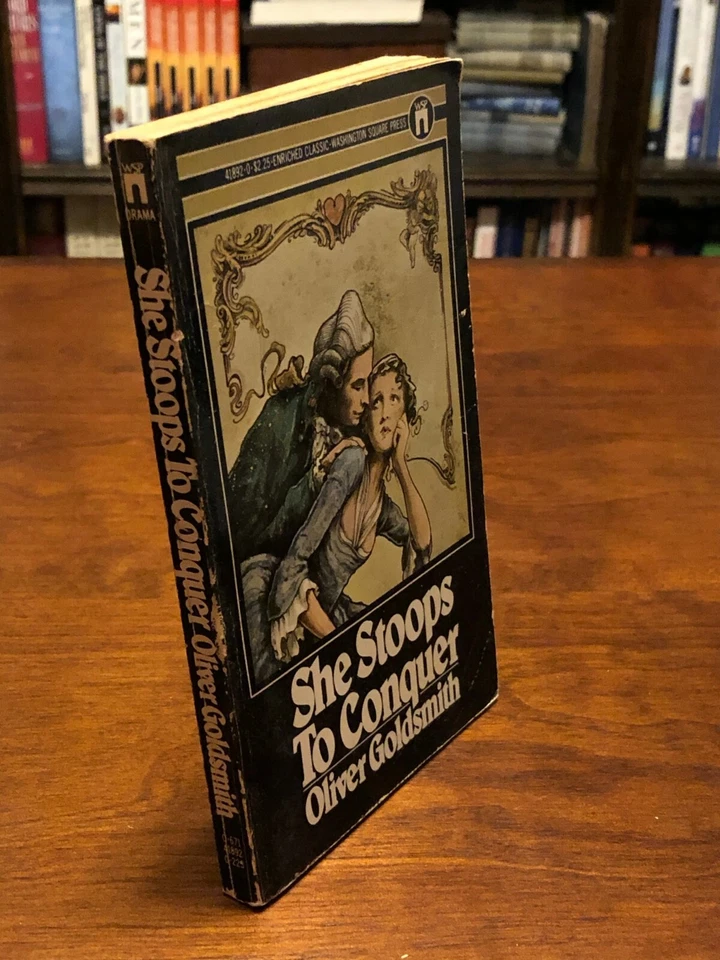 WSP
DRAMA
She Stoops To Conquer Oliver Goldsmith
41892-0·$2.25·ENRICHED CLASSIC·WASHINGTON SQUARE PRESS
WSP
She Stoops
To Conquer
Oliver Goldsmith